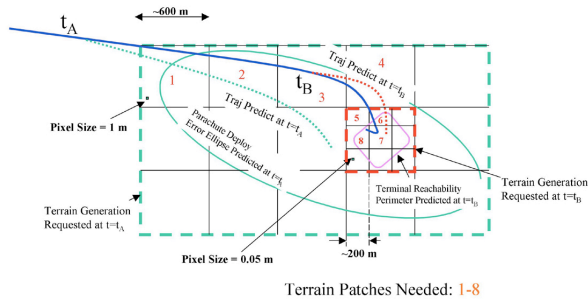 ~600 m
t_A
1
2
3
4
Traj Predict at t=t_B
t_B
Traj Predict at t=t_A
Pixel Size = 1 m
Parachute Deploy
Error Ellipse Predicted at t=t
5
6
8
7
Terminal Reachability
Perimeter Predicted at t=t_B
Terrain Generation
Requested at t=t_B
Terrain Generation
Requested at t=t_A
Pixel Size = 0.05 m
~200 m
Terrain Patches Needed: 1-8